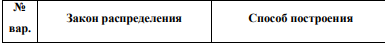 №
вар.
Закон распределения
Способ построения